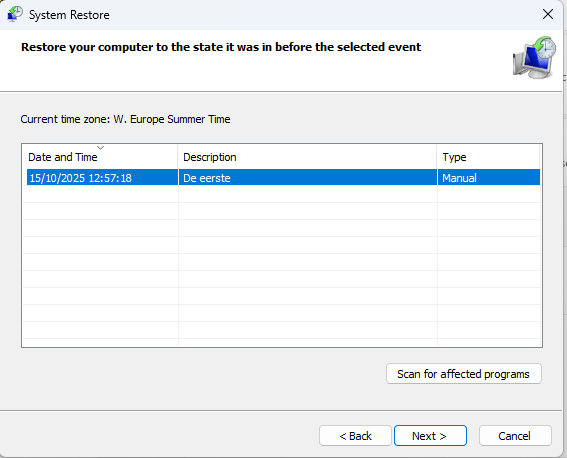 System Restore
Restore your computer to the state it was in before the selected event
Current time zone: W. Europe Summer Time
Date and Time Description Type
15/10/2025 12:57:18 De eerste Manual
Scan for affected programs
< Back Next > Cancel